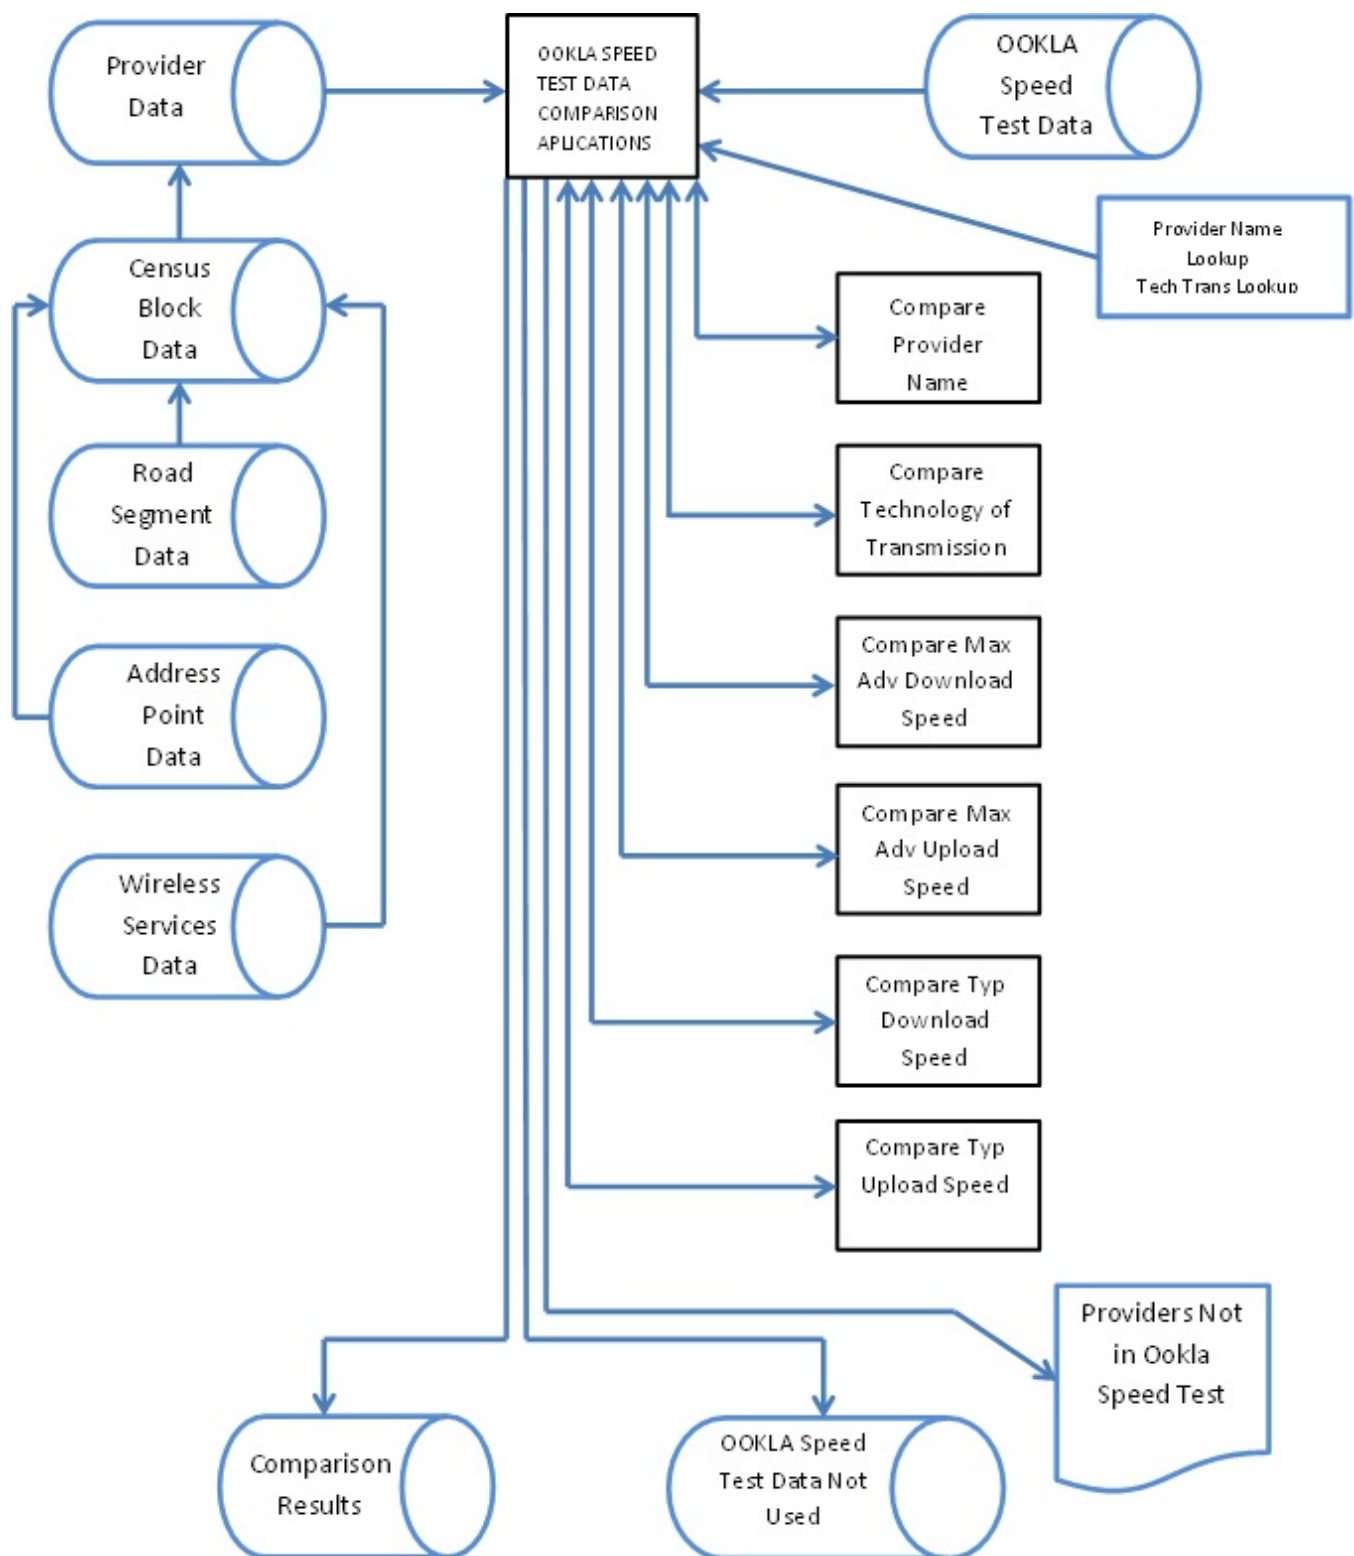 Provider
Data
OOKLA SPEED
TEST DATA
COMPARISON
APLICATIONS
OOKLA
Speed
Test Data
Provider Name
Lookup
Tech Trans Lookup
Census
Block
Data
Compare
Provider
Name
Road
Segment
Data
Compare
Technology of
Transmission
Address
Point
Data
Compare Max
Adv Download
Speed
Compare Max
Adv Upload
Speed
Wireless
Services
Data
Compare Typ
Download
Speed
Compare Typ
Upload Speed
Providers Not
in Ookla
Speed Test
Comparison
Results
OOKLA Speed
Test Data Not
Used